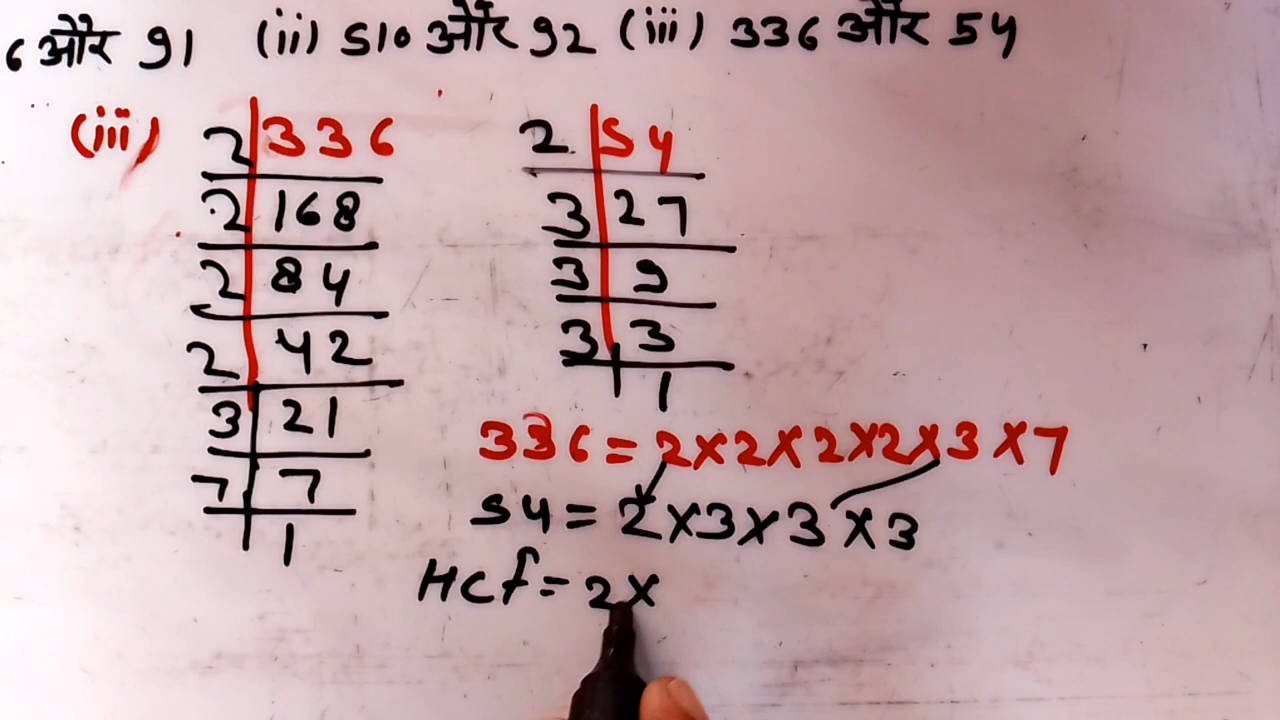 6 और 91 (ii) 510 और 92 (iii) 336 और 54
(iii) 2 336 2 54
2 168 3 27
2 84 3 9
2 42 3 3
3 21 1
7 7
1
336 = 2×2×2×2×3×7
54 = 2×3×3×3
Hcf = 2×